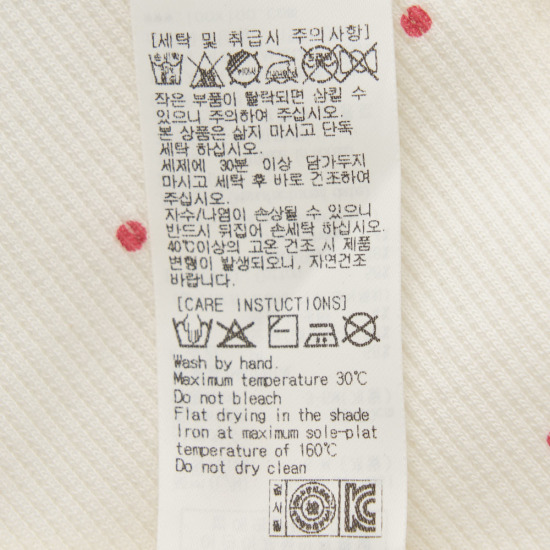 [세탁 및 취급시 주의사항]
작은 부품이 탈락되면 삼킬 수
있으니 주의하여 주십시오.
본 상품은 삶지 마시고 단독
세탁 하십시오.
세제에 30분 이상 담가두지
마시고 세탁 후 바로 건조하여
주십시오.
자수/나염이 손상될 수 있으니
반드시 뒤집어 손세탁 하십시오.
40℃이상의 고온 건조 시 제품
변형이 발생되오니, 자연건조
바랍니다.
[CARE INSTUCTIONS]
Wash by hand.
Maximum temperature 30℃
Do not bleach
Flat drying in the shade
Iron at maximum sole-plat
temperature of 160℃
Do not dry clean
검사필
KC